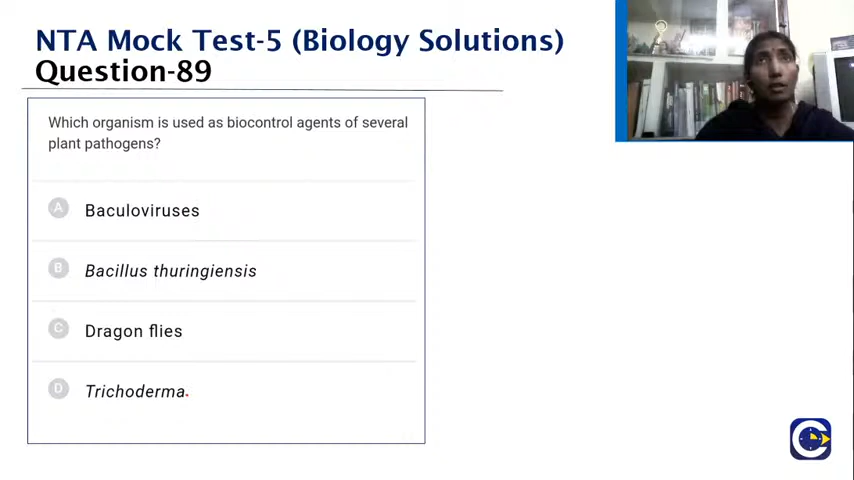 NTA Mock Test-5 (Biology Solutions)
Question-89
Which organism is used as biocontrol agents of several
plant pathogens?
A Baculoviruses
B Bacillus thuringiensis
C Dragon flies
D Trichoderma.